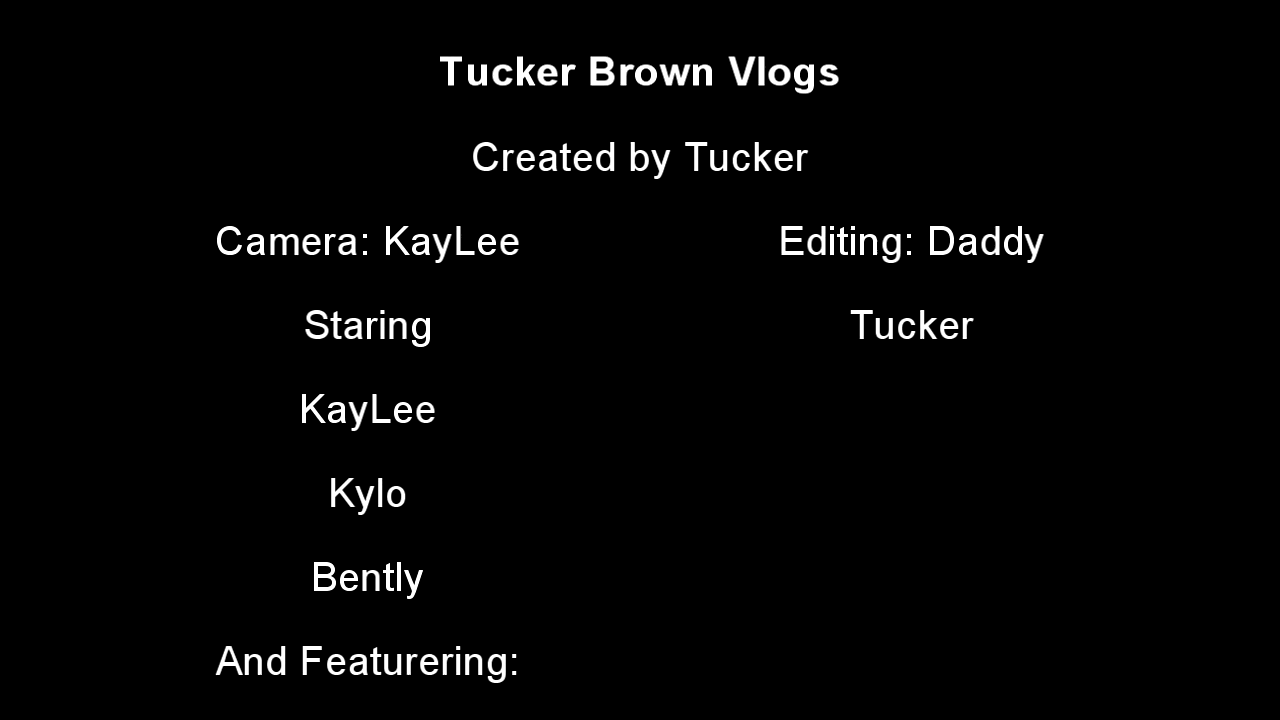 Tucker Brown Vlogs
Created by Tucker
Camera: KayLee Editing: Daddy
Staring Tucker
KayLee
Kylo
Bently
And Featurering: